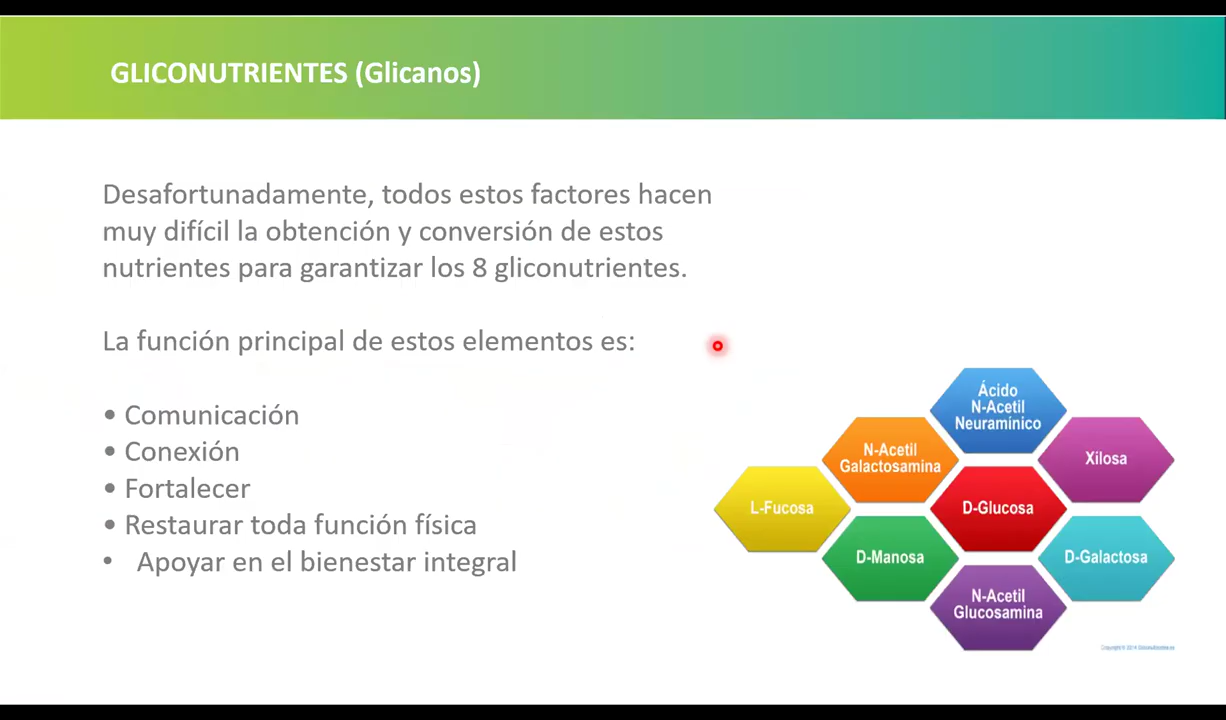 GLICONUTRIENTES (Glicanos)
Desafortunadamente, todos estos factores hacen
muy difícil la obtención y conversión de estos
nutrientes para garantizar los 8 gliconutrientes.
La función principal de estos elementos es:
• Comunicación
• Conexión
• Fortalecer
• Restaurar toda función física
• Apoyar en el bienestar integral
Ácido
N-Acetil
Neuramínico
N-Acetil
Galactosamina
Xilosa
L-Fucosa
D-Glucosa
D-Manosa
D-Galactosa
N-Acetil
Glucosamina